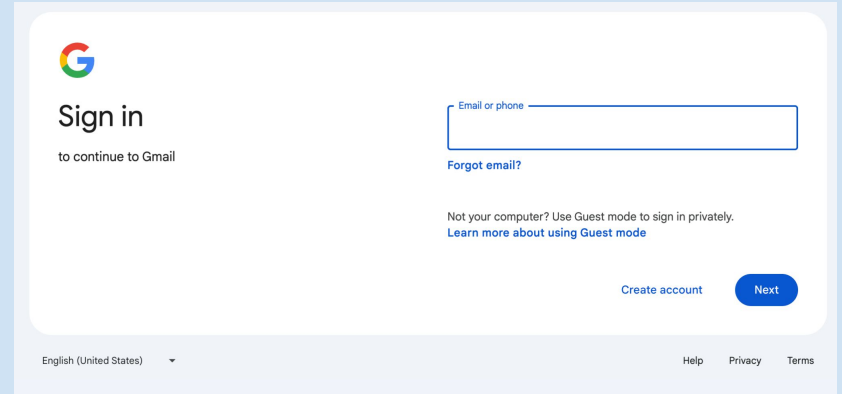 Sign in
to continue to Gmail
Email or phone
Forgot email?
Not your computer? Use Guest mode to sign in privately.
Learn more about using Guest mode
Create account
Next
English (United States)
Help
Privacy
Terms